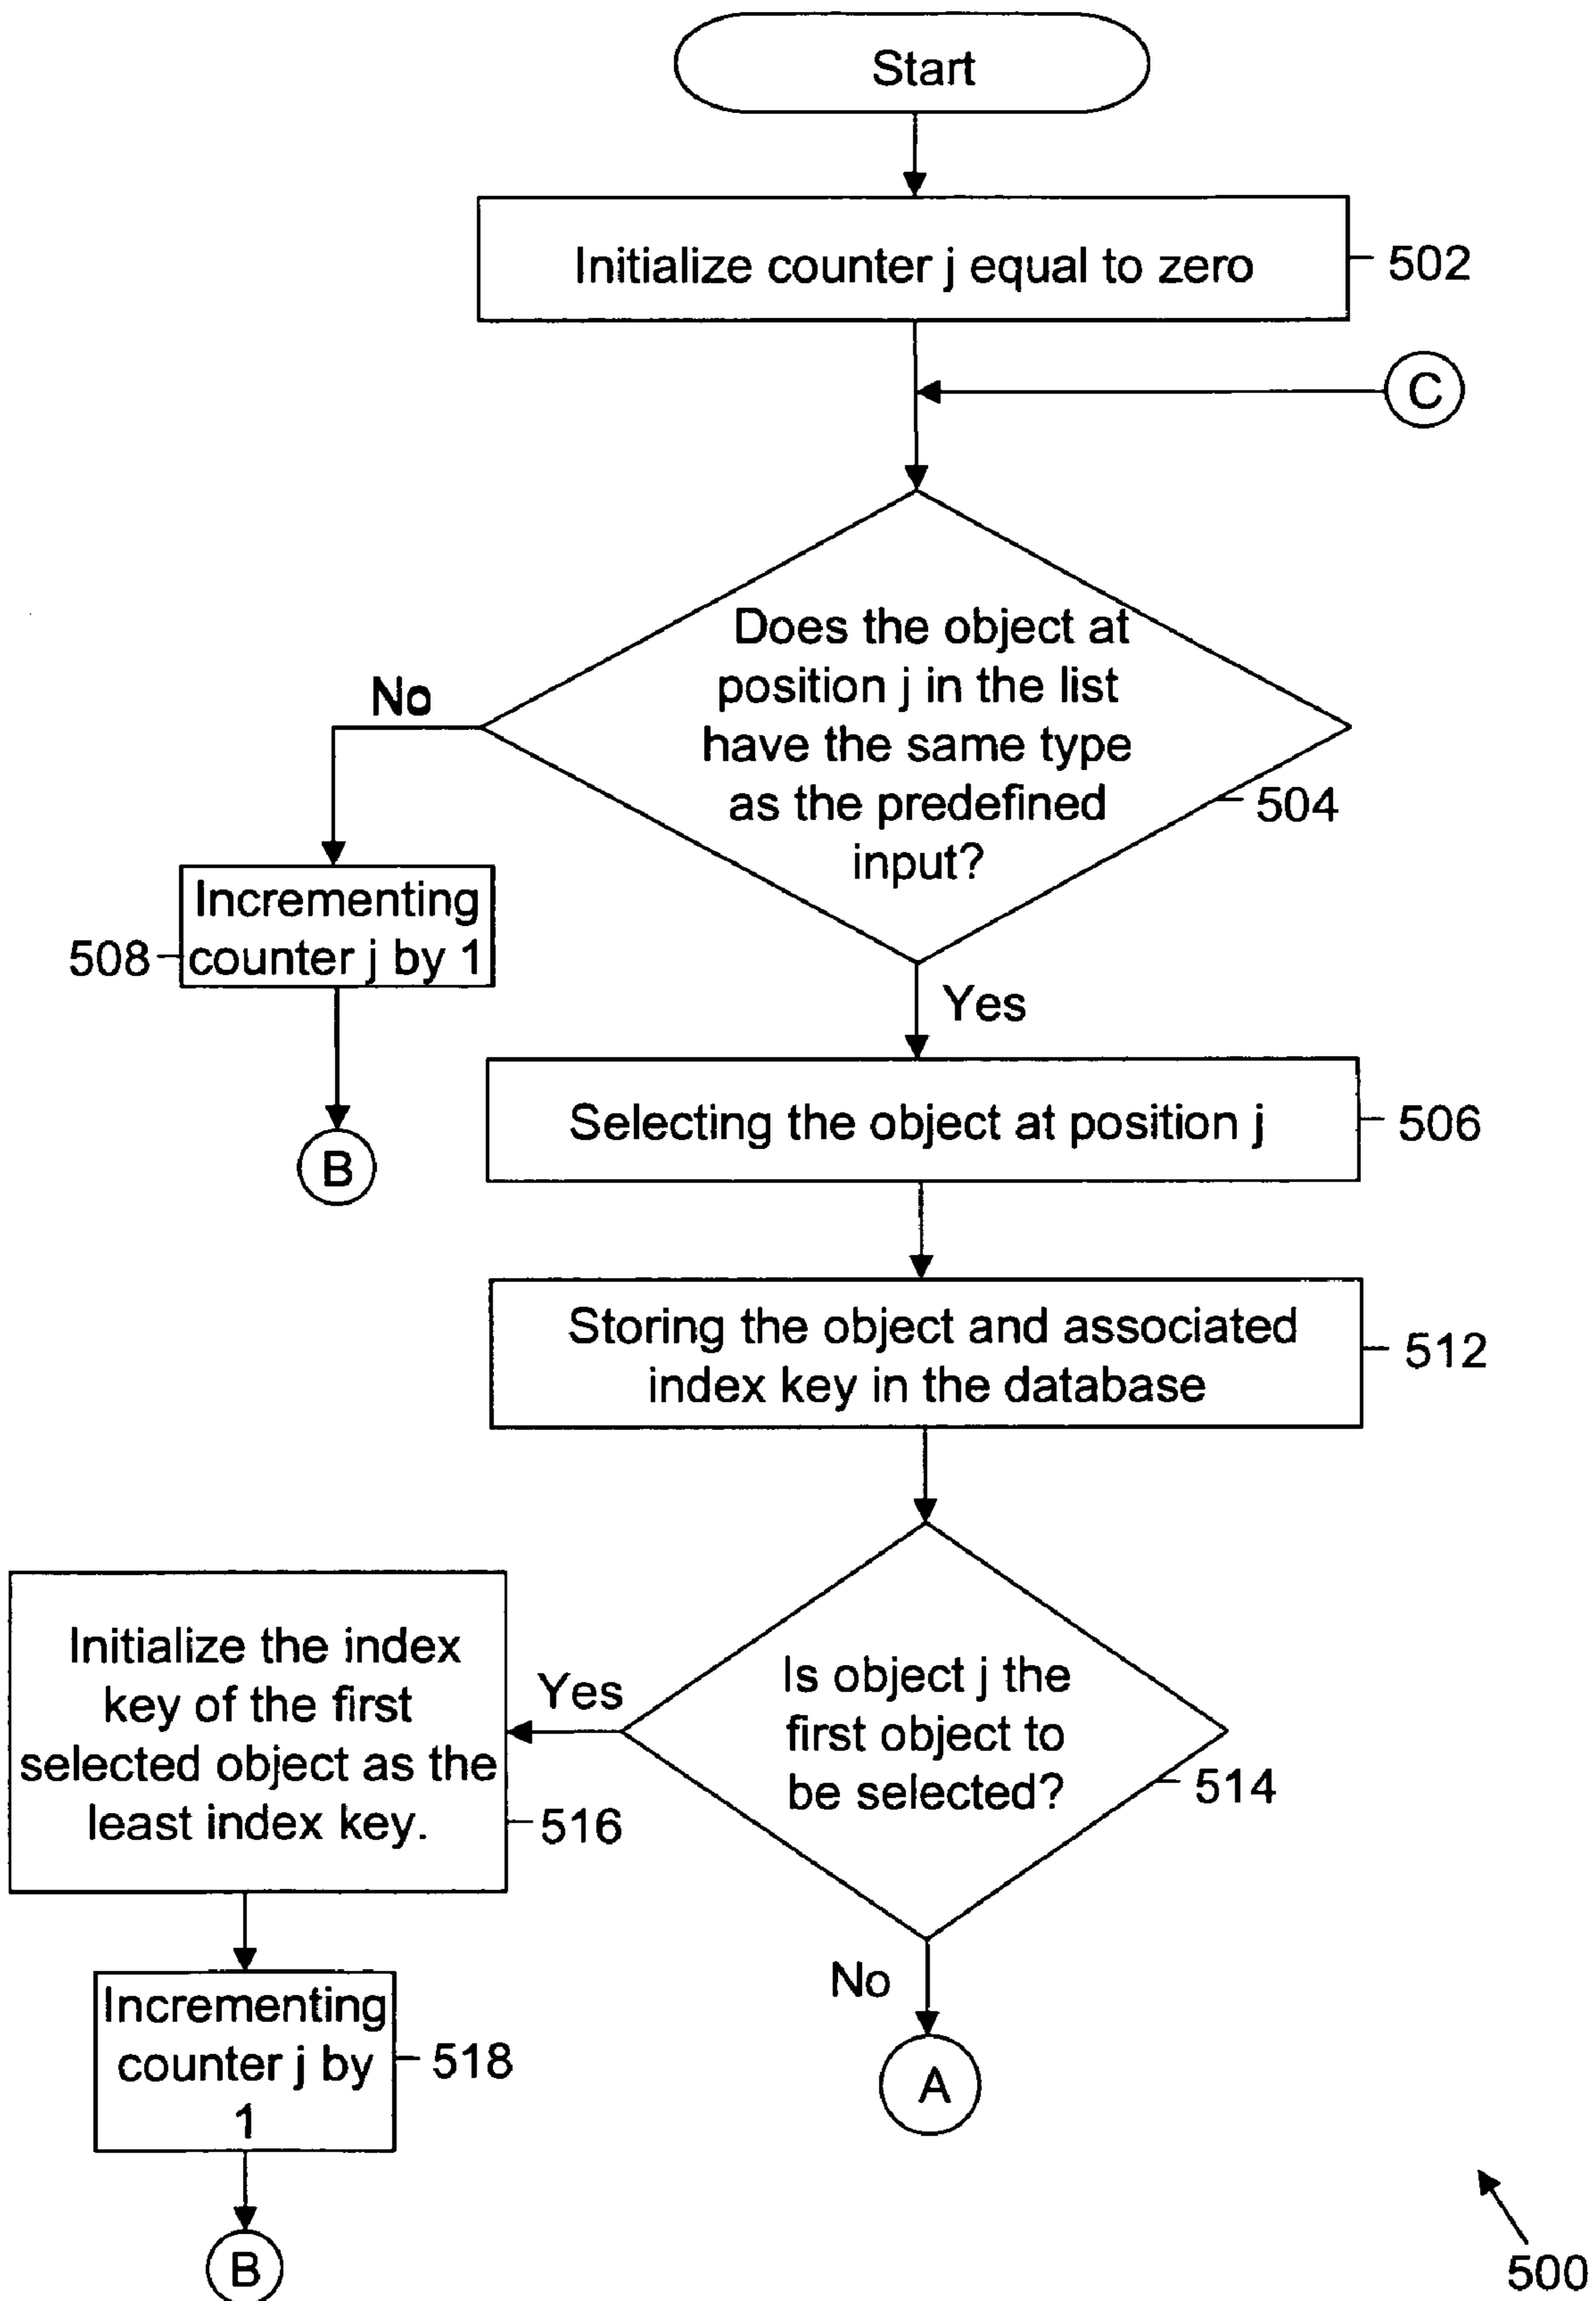 Start
Initialize counter j equal to zero
502
C
Does the object at
position j in the list
have the same type
as the predefined
input?
504
No
Incrementing
counter j by 1
508
Yes
B
Selecting the object at position j
506
Storing the object and associated
index key in the database
512
Is object j the
first object to
be selected?
514
Yes
Initialize the index
key of the first
selected object as the
least index key.
516
No
Incrementing
counter j by
1
518
A
B
500